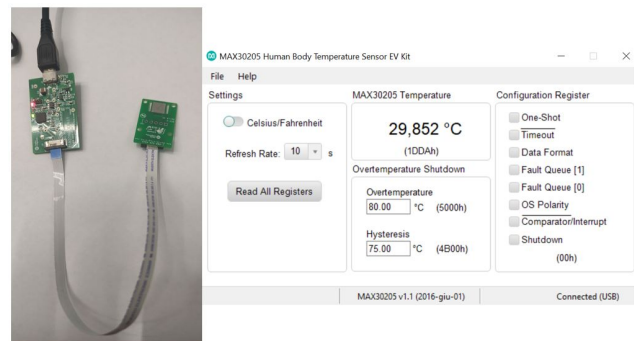 MAX30205 Human Body Temperature Sensor EV Kit
File Help
Settings
Celsius/Fahrenheit
Refresh Rate: 10 s
Read All Registers
MAX30205 Temperature
29,852 °C
(1DDAh)
Overtemperature Shutdown
Overtemperature
80.00 °C (5000h)
Hysteresis
75.00 °C (4B00h)
Configuration Register
One-Shot
Timeout
Data Format
Fault Queue [1]
Fault Queue [0]
OS Polarity
Comparator/Interrupt
Shutdown
(00h)
MAX30205 v1.1 (2016-giu-01)
Connected (USB)